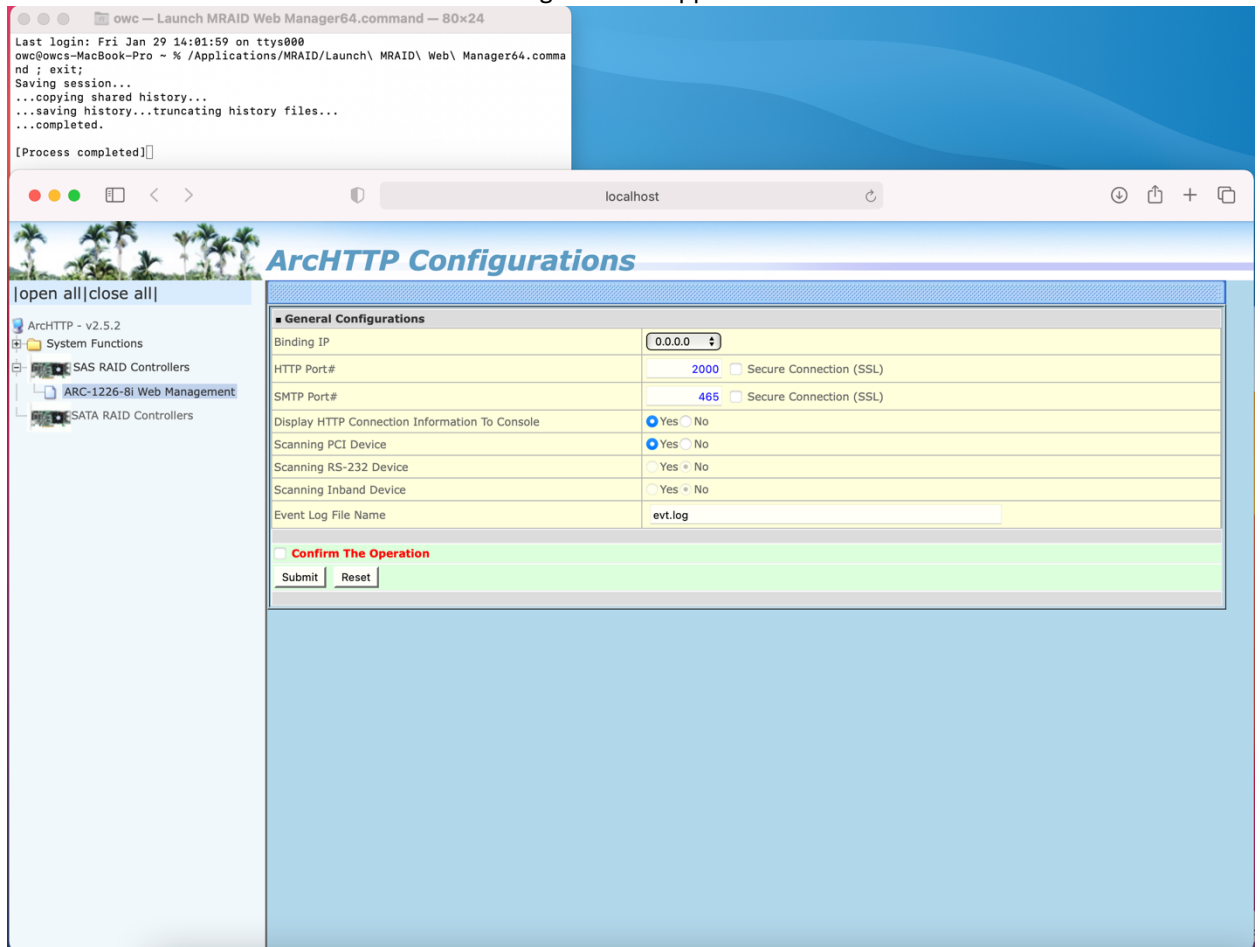 owc — Launch MRAID Web Manager64.command — 80×24
Last login: Fri Jan 29 14:01:59 on ttys000
owc@owcs-MacBook-Pro ~ % /Applications/MRAID/Launch\ MRAID\ Web\ Manager64.comma
nd ; exit;
Saving session...
...copying shared history...
...saving history...truncating history files...
...completed.
[Process completed]
localhost
ArcHTTP Configurations
|open all|close all|
ArcHTTP - v2.5.2
System Functions
SAS RAID Controllers
ARC-1226-8i Web Management
SATA RAID Controllers
General Configurations
Binding IP 0.0.0.0
HTTP Port# 2000 Secure Connection (SSL)
SMTP Port# 465 Secure Connection (SSL)
Display HTTP Connection Information To Console Yes No
Scanning PCI Device Yes No
Scanning RS-232 Device Yes No
Scanning Inband Device Yes No
Event Log File Name evt.log
Confirm The Operation
Submit Reset